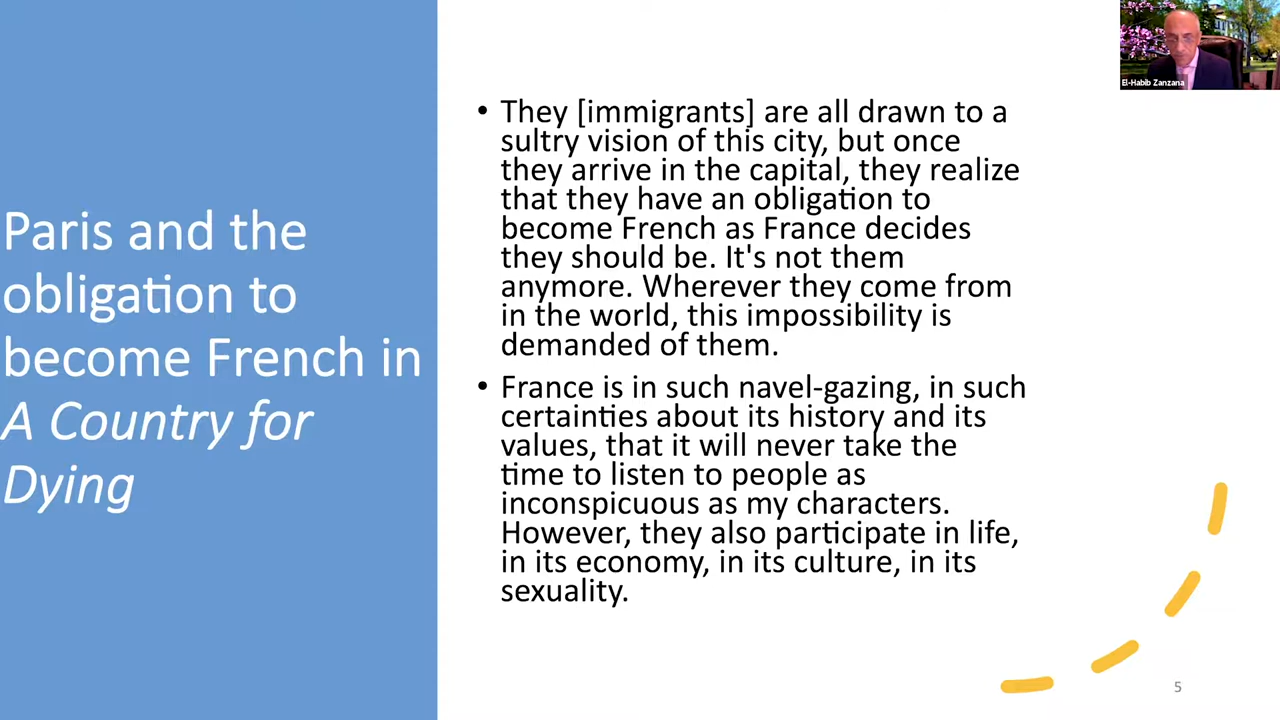 El-Habib Zanzana
Paris and the
obligation to
become French in
A Country for
Dying
• They [immigrants] are all drawn to a
sultry vision of this city, but once
they arrive in the capital, they realize
that they have an obligation to
become French as France decides
they should be. It's not them
anymore. Wherever they come from
in the world, this impossibility is
demanded of them.
• France is in such navel-gazing, in such
certainties about its history and its
values, that it will never take the
time to listen to people as
inconspicuous as my characters.
However, they also participate in life,
in its economy, in its culture, in its
sexuality.
5